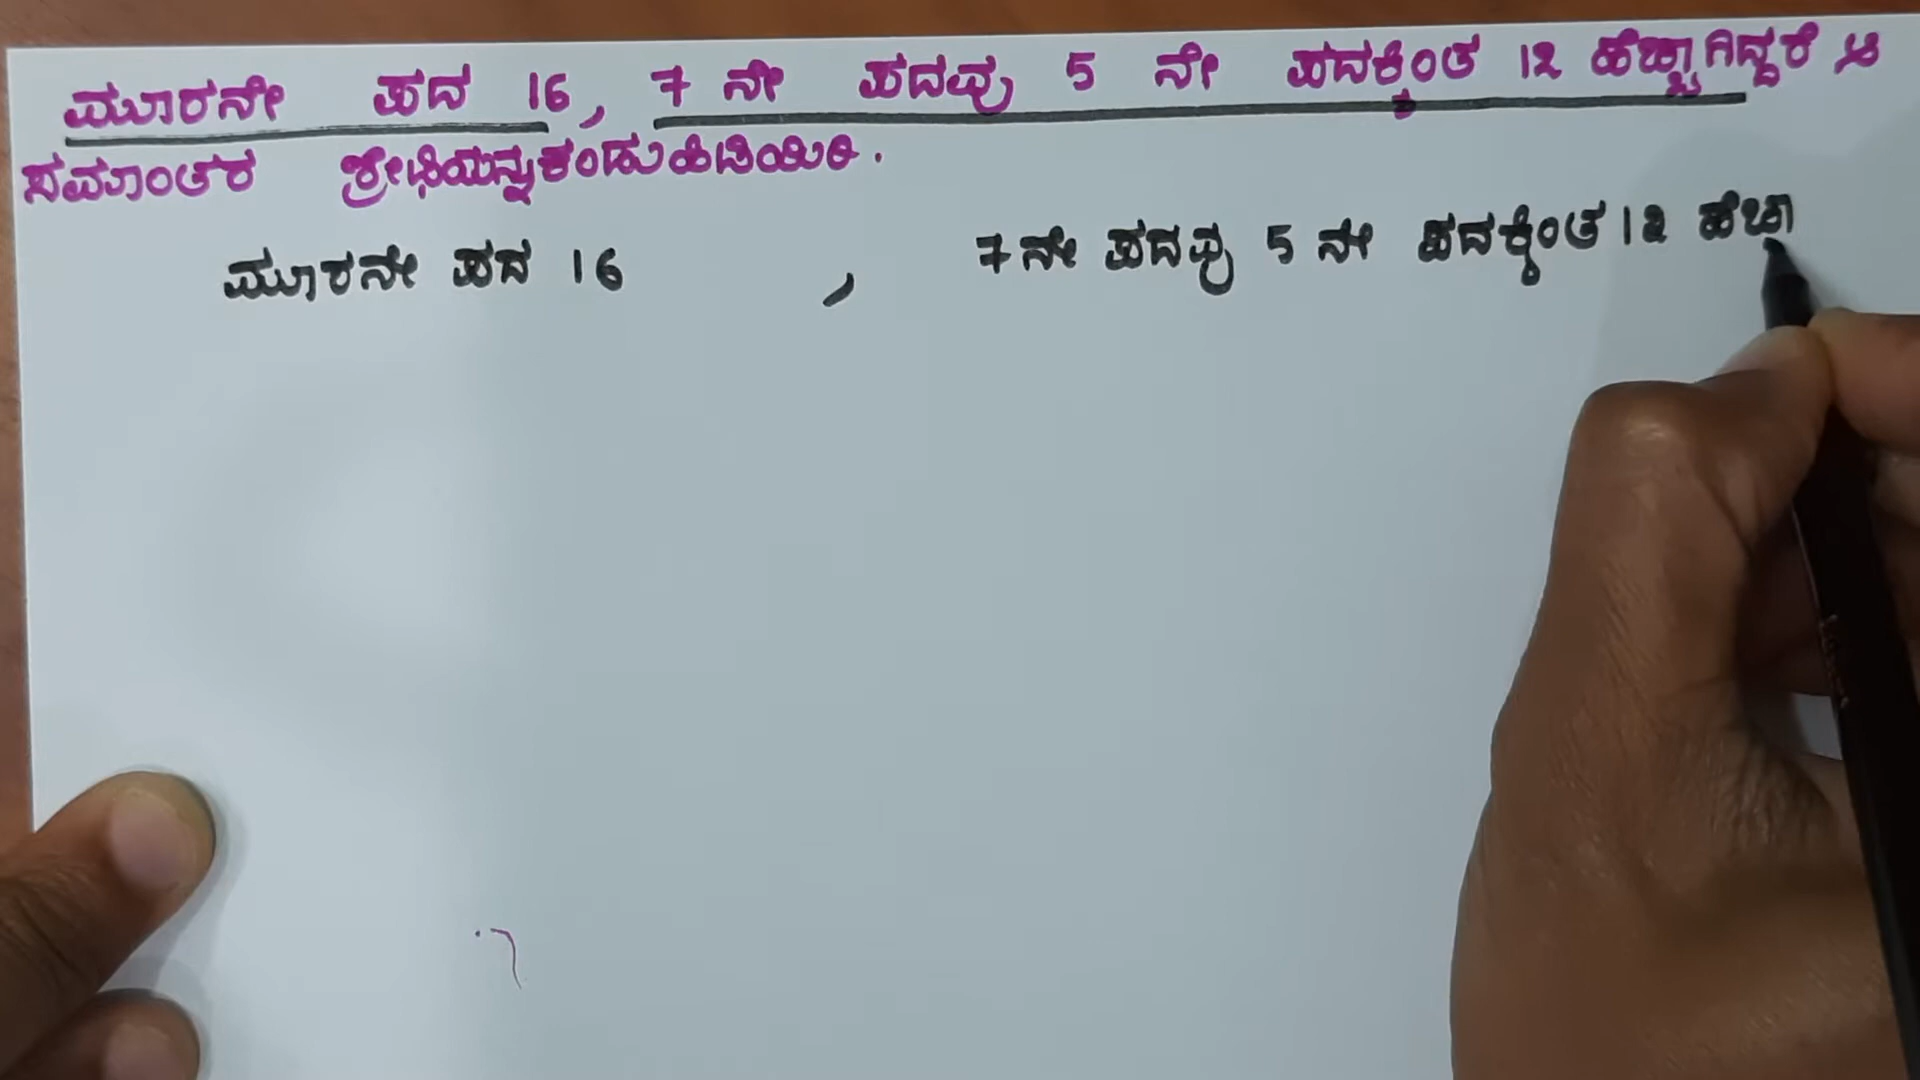 ಮೂರನೇ ಪದ 16, 7 ನೇ ಪದವು 5 ನೇ ಪದಕ್ಕಿಂತ 12 ಹೆಚ್ಚಾಗಿದ್ದರೆ ಆ
ಸಮಾಂತರ ಶ್ರೇಢಿಯನ್ನು ಕಂಡುಹಿಡಿಯಿರಿ.
ಮೂರನೇ ಪದ 16 , 7ನೇ ಪದವು 5 ನೇ ಪದಕ್ಕಿಂತ 12 ಹೆಚ್ಚಾ